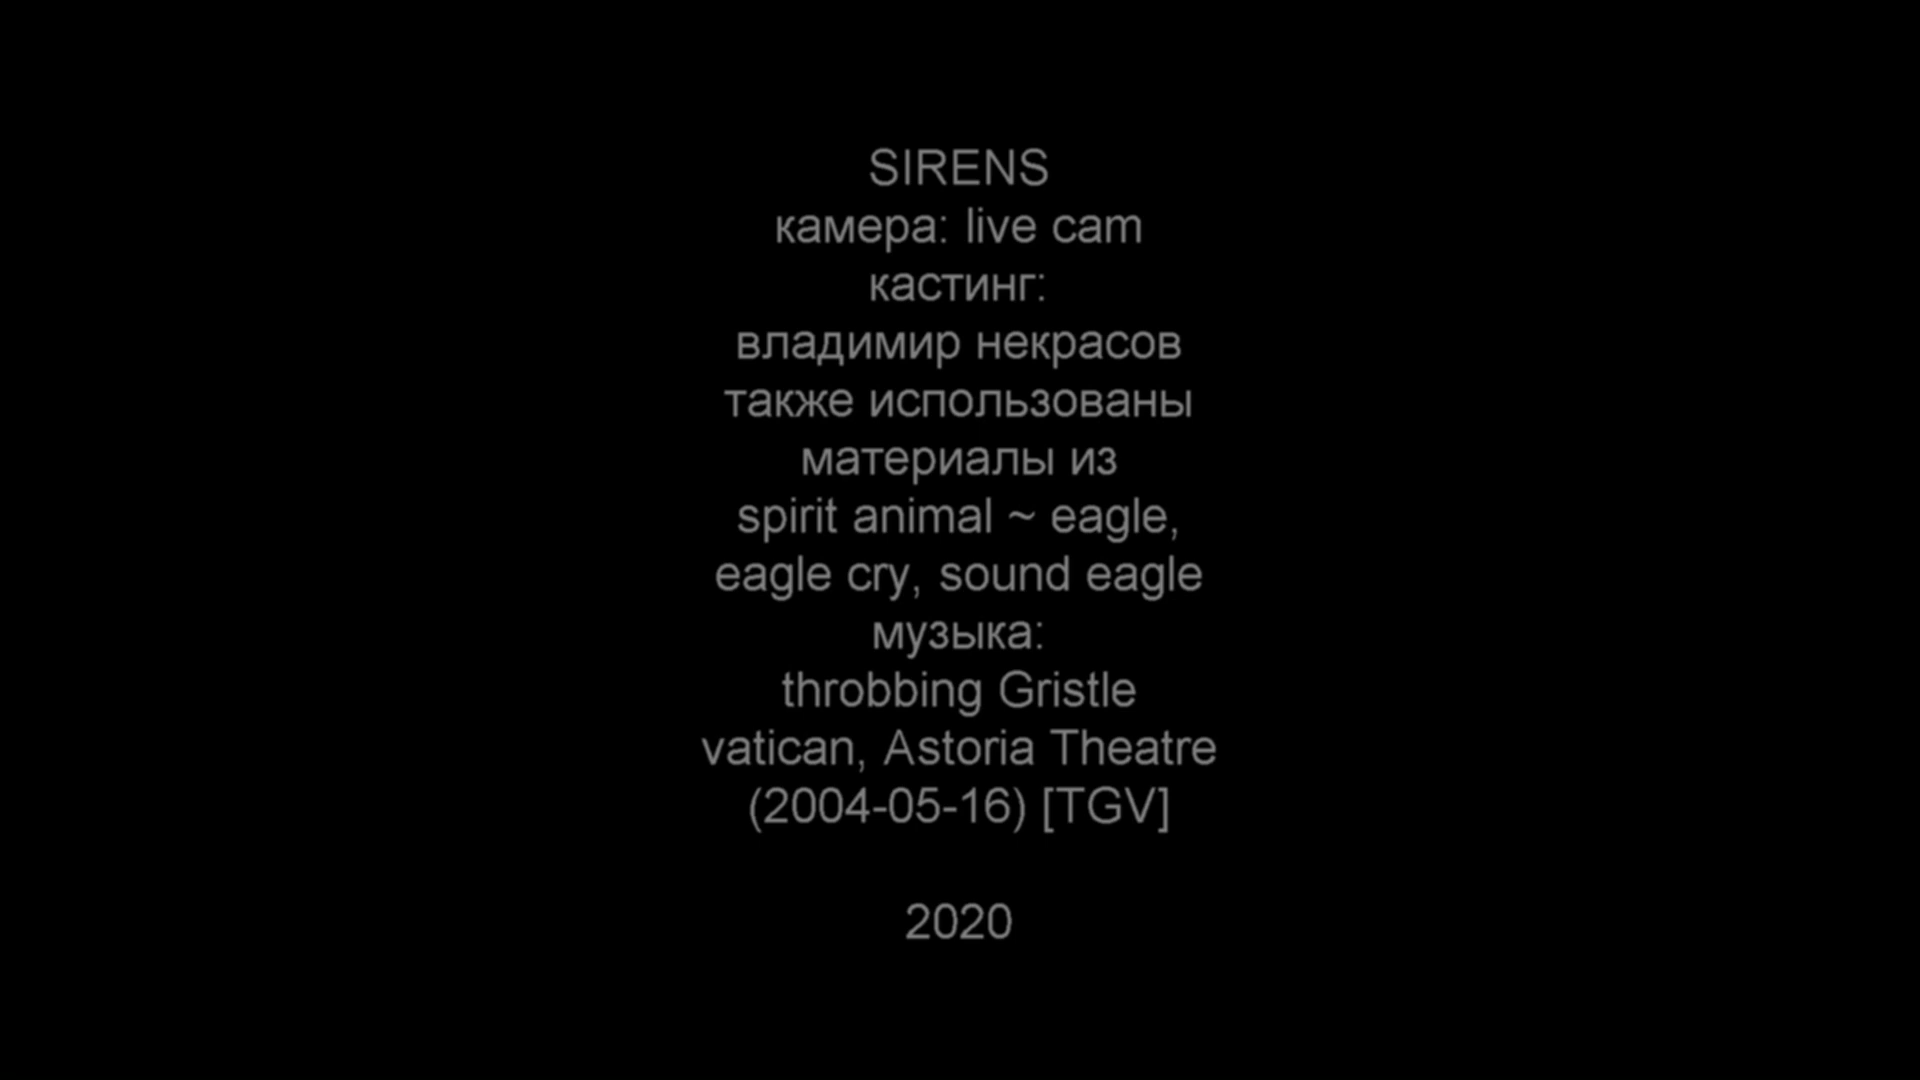 SIRENS
камера: live cam
кастинг:
владимир некрасов
также использованы
материалы из
spirit animal ~ eagle,
eagle cry, sound eagle
музыка:
throbbing Gristle
vatican, Astoria Theatre
(2004-05-16) [TGV]
2020